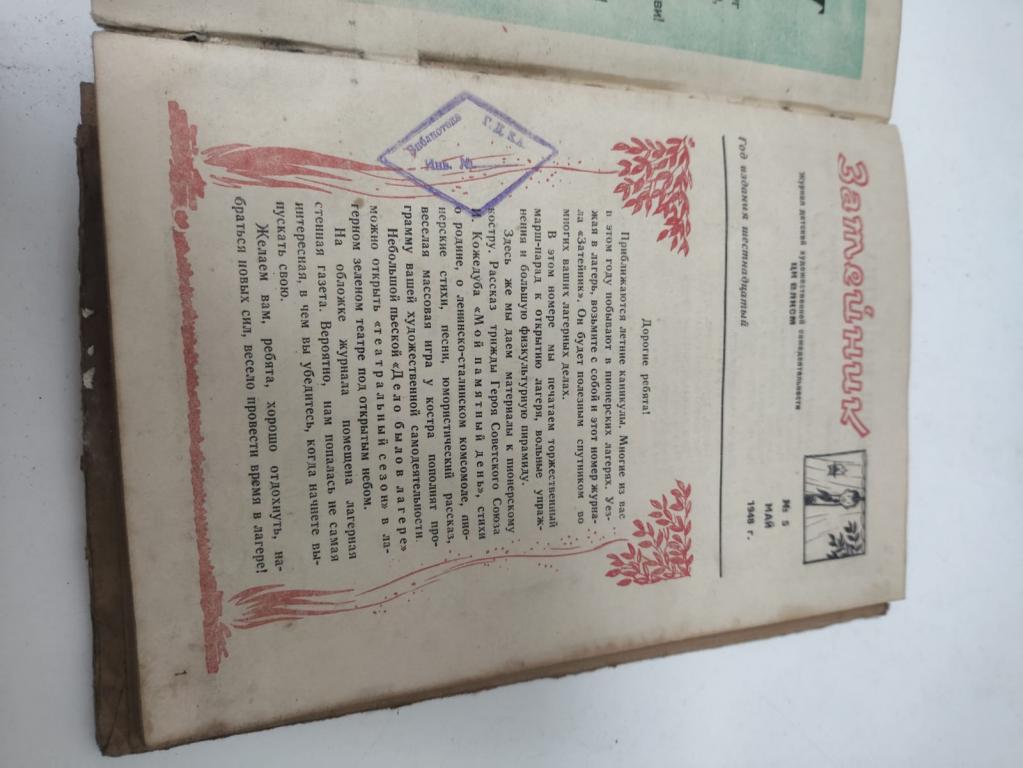 Затейник
Журнал детской художественной самодеятельности
ЦК ВЛКСМ
№ 5
МАЙ
1948 г.
Год издания шестнадцатый
Библиотека Г.Д.К.
Инв. №
Дорогие ребята!
Приближаются летние каникулы. Многие из вас
в этом году побывают в пионерских лагерях. Уез-
жая в лагерь, возьмите с собой и этот номер журна-
ла «Затейник». Он будет полезным спутником во
многих ваших лагерных делах.
В этом номере мы печатаем торжественный
марш-парад к открытию лагеря, вольные упраж-
нения и большую физкультурную пирамиду.
Здесь же мы даем материалы к пионерскому
костру. Рассказ трижды Героя Советского Союза
И. Кожедуба «Мой памятный день», стихи
о родине, о ленинско-сталинском комсомоле, пио-
нерские стихи, песни, юмористический рассказ,
веселая массовая игра у костра пополнят про-
грамму вашей художественной самодеятельности.
Небольшой пьеской «Дело было в лагере»
можно открыть «театральный сезон» в ла-
герном зеленом театре под открытым небом.
На обложке журнала помещена лагерная
стенная газета. Вероятно, нам попалась не самая
интересная, в чем вы убедитесь, когда начнете вы-
пускать свою.
Желаем вам, ребята, хорошо отдохнуть, на-
браться новых сил, весело провести время в лагере!
1